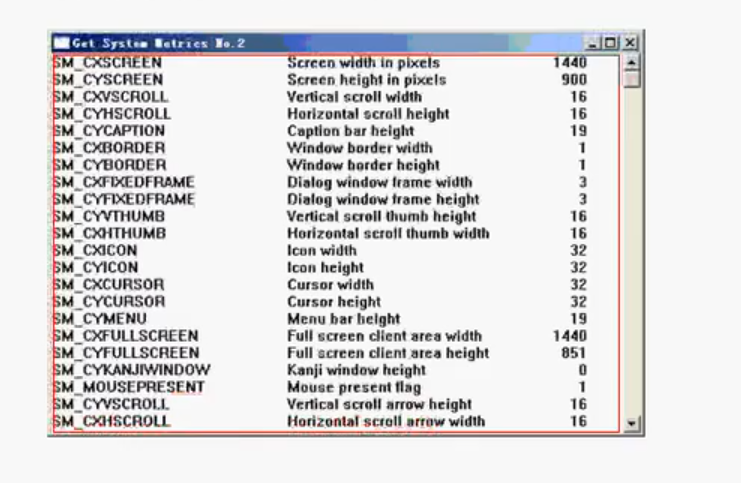 Get System Metrics No.2
SM_CXSCREEN Screen width in pixels 1440
SM_CYSCREEN Screen height in pixels 900
SM_CXVSCROLL Vertical scroll width 16
SM_CYHSCROLL Horizontal scroll height 16
SM_CYCAPTION Caption bar height 19
SM_CXBORDER Window border width 1
SM_CYBORDER Window border height 1
SM_CXFIXEDFRAME Dialog window frame width 3
SM_CYFIXEDFRAME Dialog window frame height 3
SM_CYVTHUMB Vertical scroll thumb height 16
SM_CXHTHUMB Horizontal scroll thumb width 16
SM_CXICON Icon width 32
SM_CYICON Icon height 32
SM_CXCURSOR Cursor width 32
SM_CYCURSOR Cursor height 32
SM_CYMENU Menu bar height 19
SM_CXFULLSCREEN Full screen client area width 1440
SM_CYFULLSCREEN Full screen client area height 851
SM_CYKANJIWINDOW Kanji window height 0
SM_MOUSEPRESENT Mouse present flag 1
SM_CYVSCROLL Vertical scroll arrow height 16
SM_CXHSCROLL Horizontal scroll arrow width 16